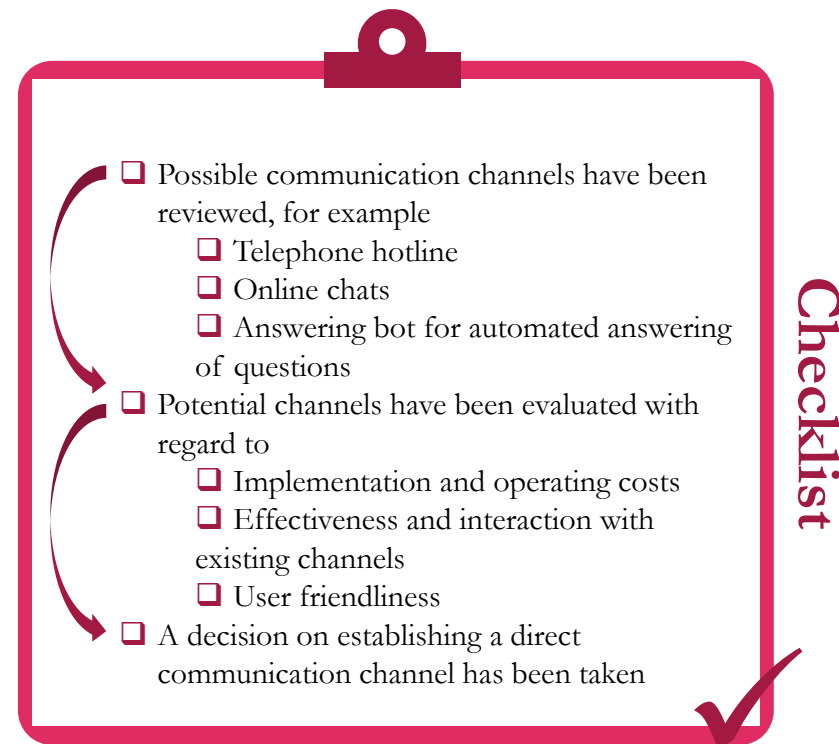 ❑ Possible communication channels have been
reviewed, for example
❑ Telephone hotline
❑ Online chats
❑ Answering bot for automated answering
of questions
❑ Potential channels have been evaluated with
regard to
❑ Implementation and operating costs
❑ Effectiveness and interaction with
existing channels
❑ User friendliness
❑ A decision on establishing a direct
communication channel has been taken
Checklist